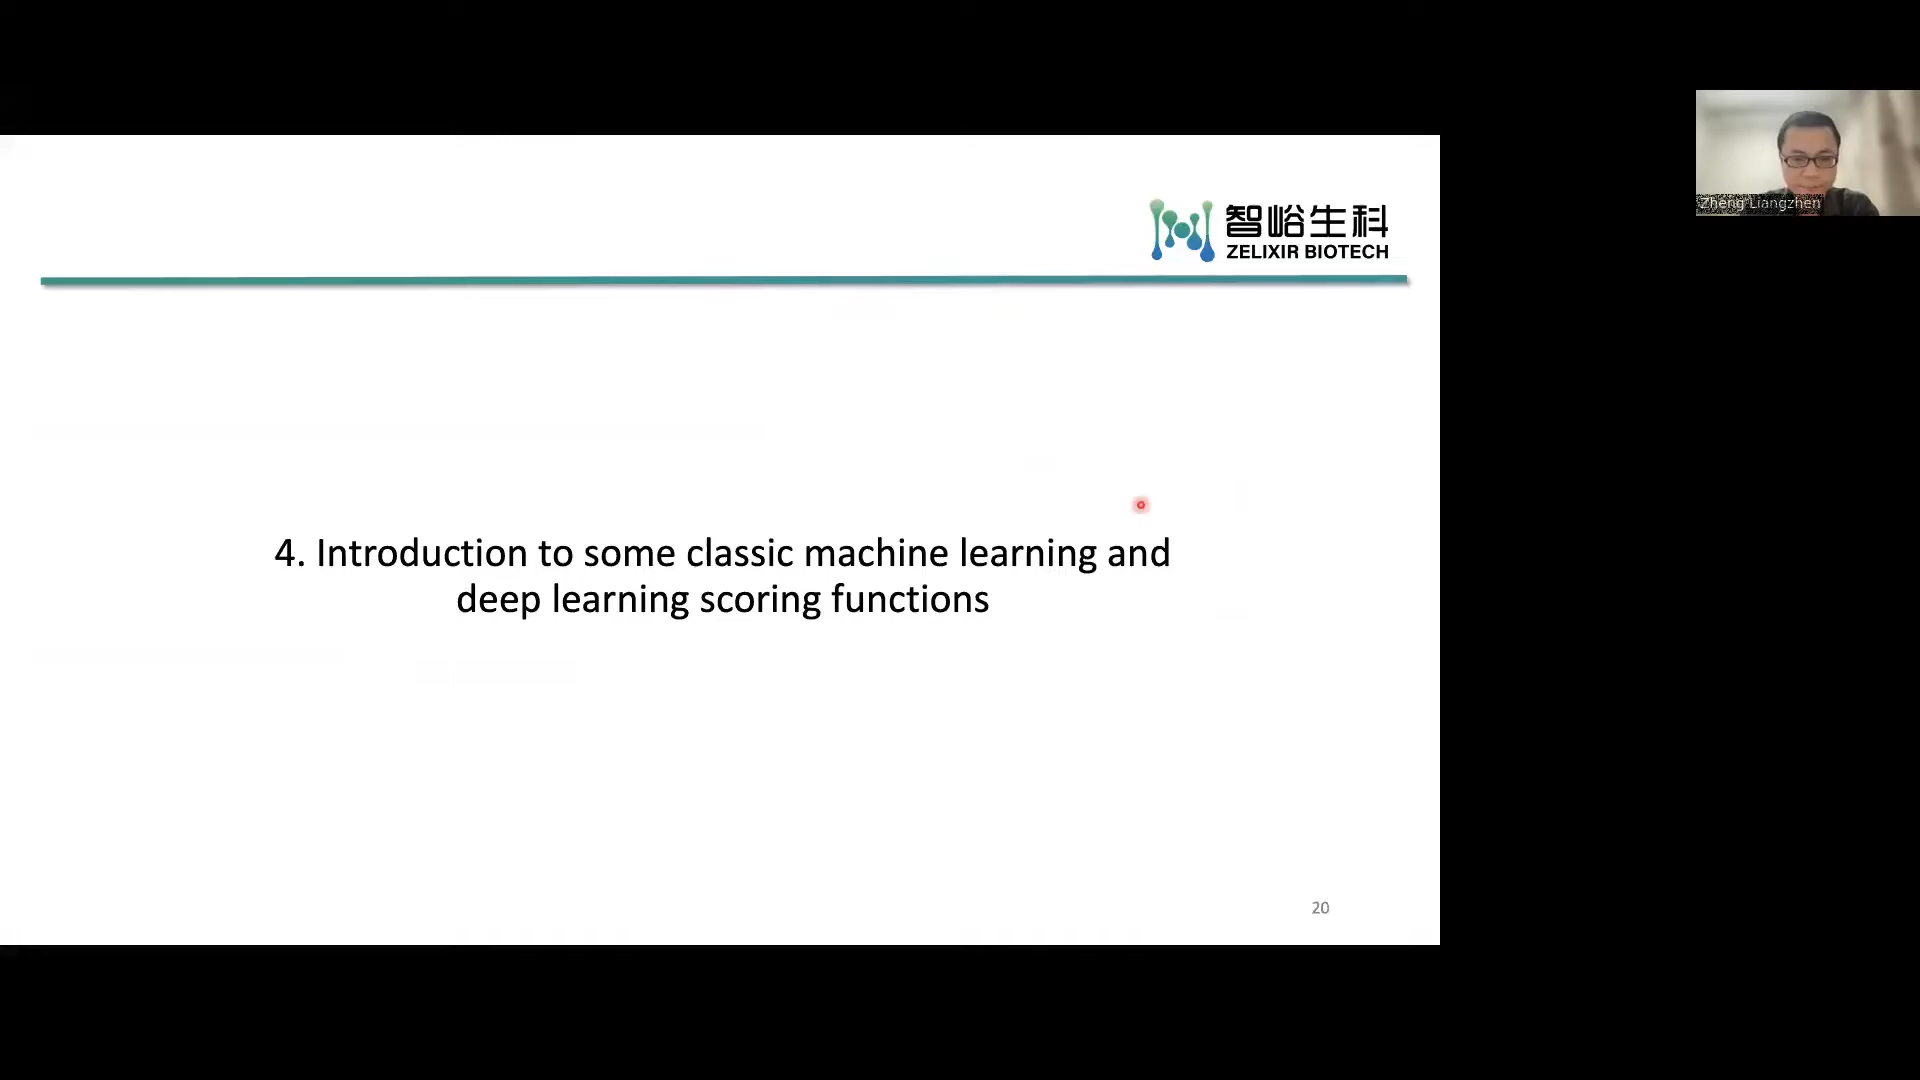 智峪生科
ZELIXIR BIOTECH
Zheng Liangzhen
4. Introduction to some classic machine learning and
deep learning scoring functions
20